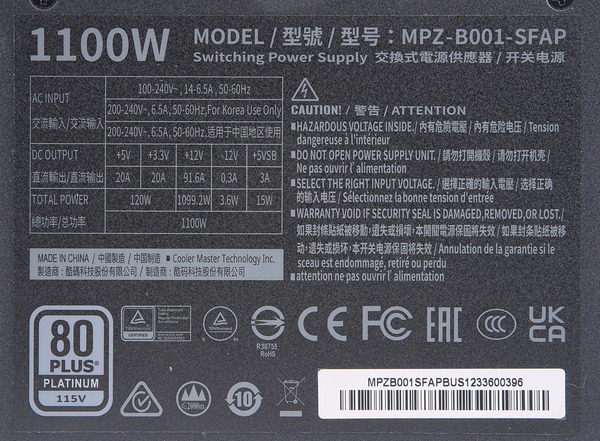 1100W
MODEL / 型號 / 型号：MPZ-B001-SFAP
Switching Power Supply 交換式電源供應器 / 开关电源
AC INPUT 交流輸入/交流输入
100-240V~ , 14-6.5A , 50-60Hz
200-240V~, 6.5A, 50-60Hz,For Korea Use Only
200-240V~, 6.5A, 50-60Hz,适用于中国地区使用
DC OUTPUT +5V +3.3V +12V -12V +5VSB
直流輸出/直流输出 20A 20A 91.6A 0.3A 3A
TOTAL POWER 120W 1099.2W 3.6W 15W
總功率/总功率 1100W
CAUTION! / 警告 / ATTENTION
■HAZARDOUS VOLTAGE INSIDE. / 內有危險電壓 / 内有危险电压 / Tension
dangereuse à l'intérieur
■DO NOT OPEN POWER SUPPLY UNIT. / 請勿打開機殼 / 请勿打开机壳 /
Ne pas ouvrir l' alimentation
■SELECT THE RIGHT INPUT VOLTAGE. / 選擇正確的輸入電壓 / 选择正确
的输入电压 / Sélectionnez la bonne tension d'entrée
■WARRANTY VOID IF SECURITY SEAL IS DAMAGED,REMOVED,OR LOST./
如果封條貼紙被移動，遺失或損壞，本開關電源保固將失效 / 如果封条贴纸被移
动，遗失或损坏，本开关电源保固将失效 / Annulation de la garantie si le
sceau est endommage, retiré ou perdu
■attention ne pas ouvrir l' alimentation
MADE IN CHINA / 中國製造 / 中国制造 ■ Cooler Master Technology Inc.
製造商：酷碼科技股份有限公司 / 制造商：酷码科技股份有限公司
80
PLUS®
PLATINUM
115V
R38755
RoHS
CE FC CCC UK
CA
2000m
10
MPZB001SFAPBUS1233600396